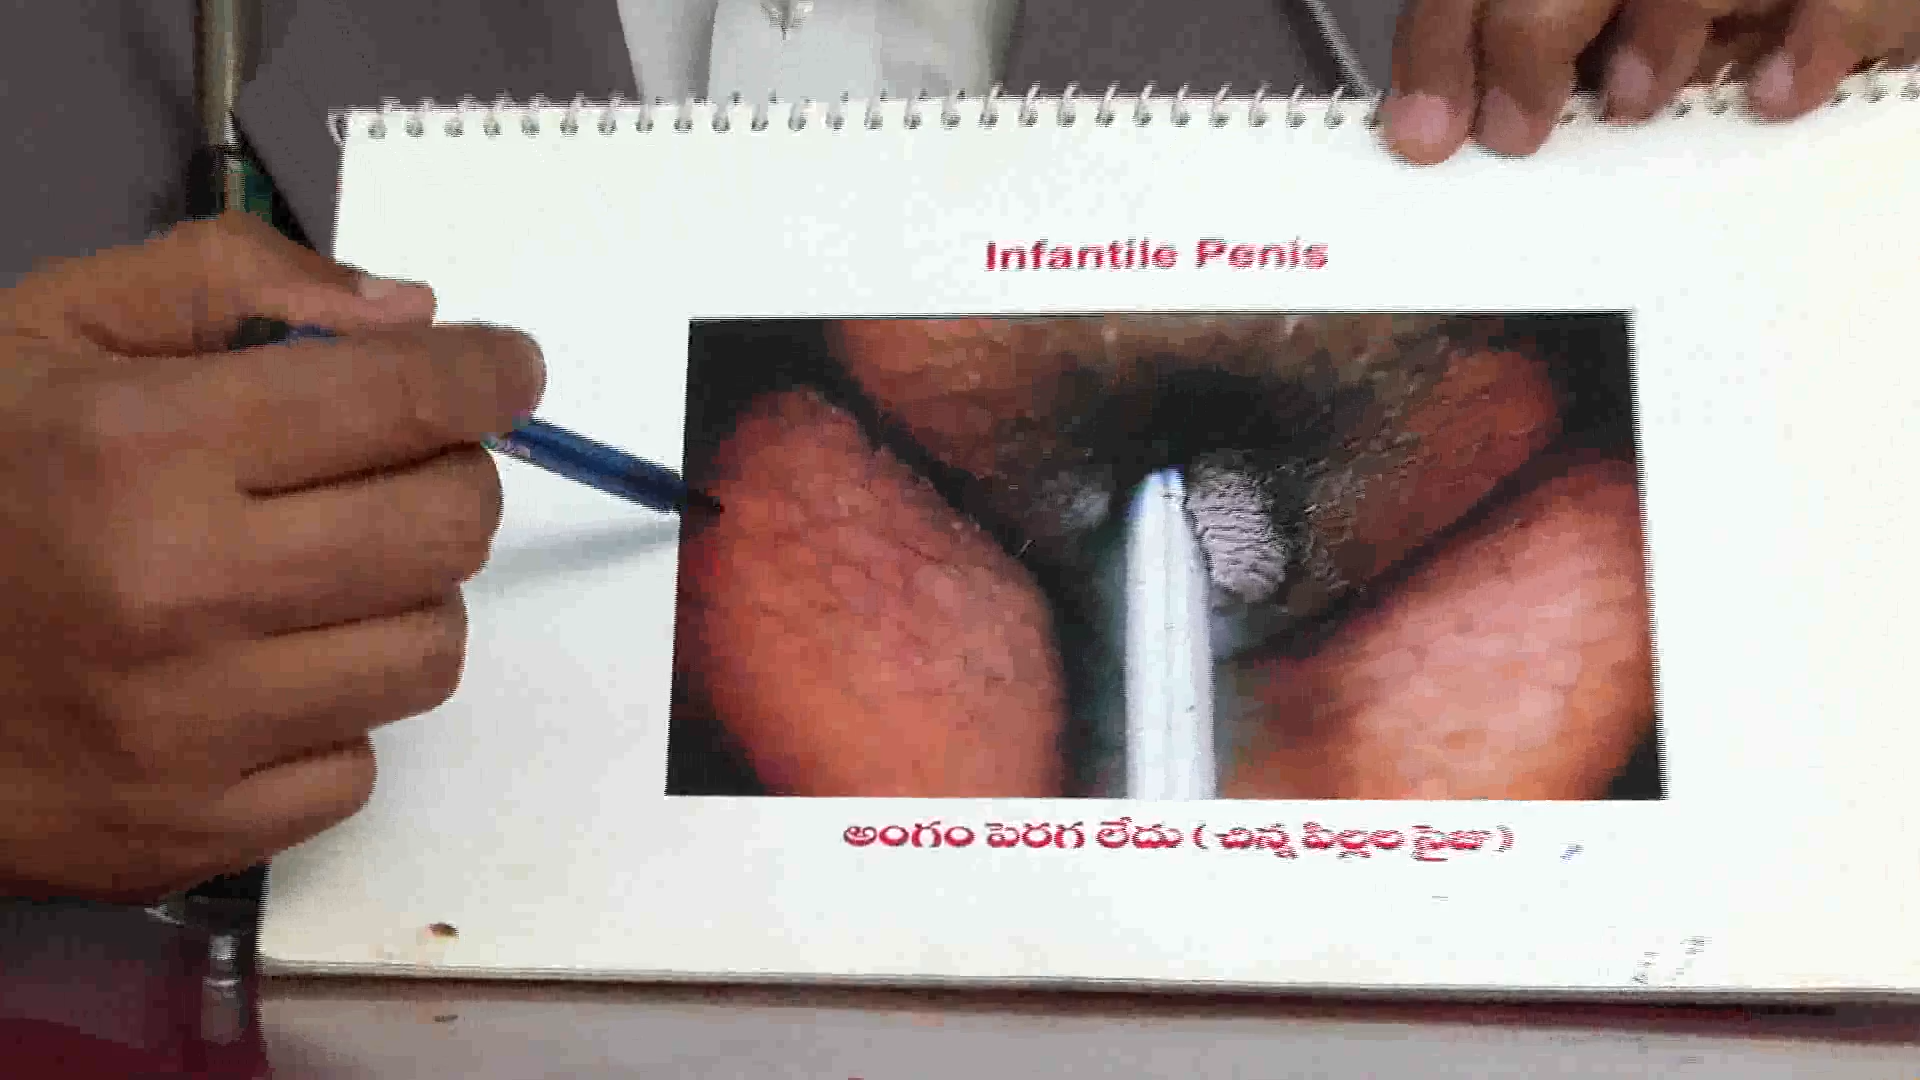 Infantile Penis
అంగం పెరగ లేదు ( చిన్న పిల్లల సైజు )